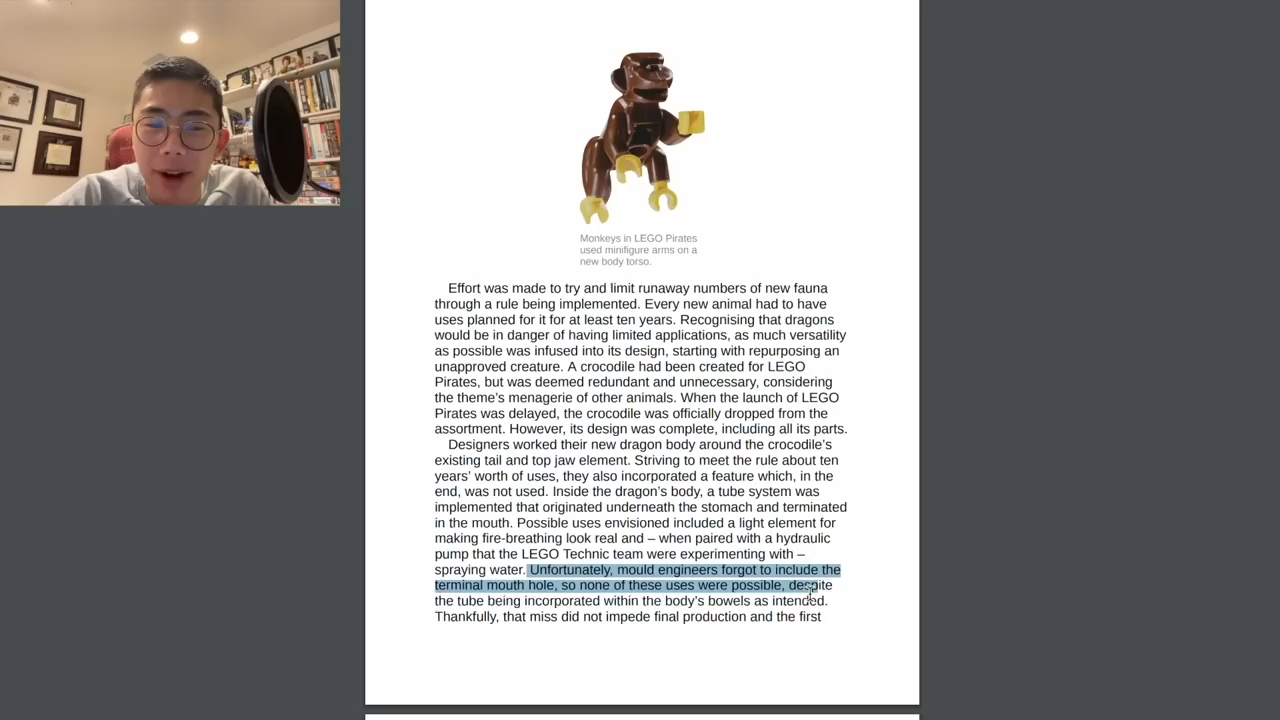 Monkeys in LEGO Pirates
used minifigure arms on a
new body torso.
Effort was made to try and limit runaway numbers of new fauna
through a rule being implemented. Every new animal had to have
uses planned for it for at least ten years. Recognising that dragons
would be in danger of having limited applications, as much versatility
as possible was infused into its design, starting with repurposing an
unapproved creature. A crocodile had been created for LEGO
Pirates, but was deemed redundant and unnecessary, considering
the theme’s menagerie of other animals. When the launch of LEGO
Pirates was delayed, the crocodile was officially dropped from the
assortment. However, its design was complete, including all its parts.
Designers worked their new dragon body around the crocodile’s
existing tail and top jaw element. Striving to meet the rule about ten
years’ worth of uses, they also incorporated a feature which, in the
end, was not used. Inside the dragon’s body, a tube system was
implemented that originated underneath the stomach and terminated
in the mouth. Possible uses envisioned included a light element for
making fire-breathing look real and – when paired with a hydraulic
pump that the LEGO Technic team were experimenting with –
spraying water. Unfortunately, mould engineers forgot to include the
terminal mouth hole, so none of these uses were possible, despite
the tube being incorporated within the body’s bowels as intended.
Thankfully, that miss did not impede final production and the first